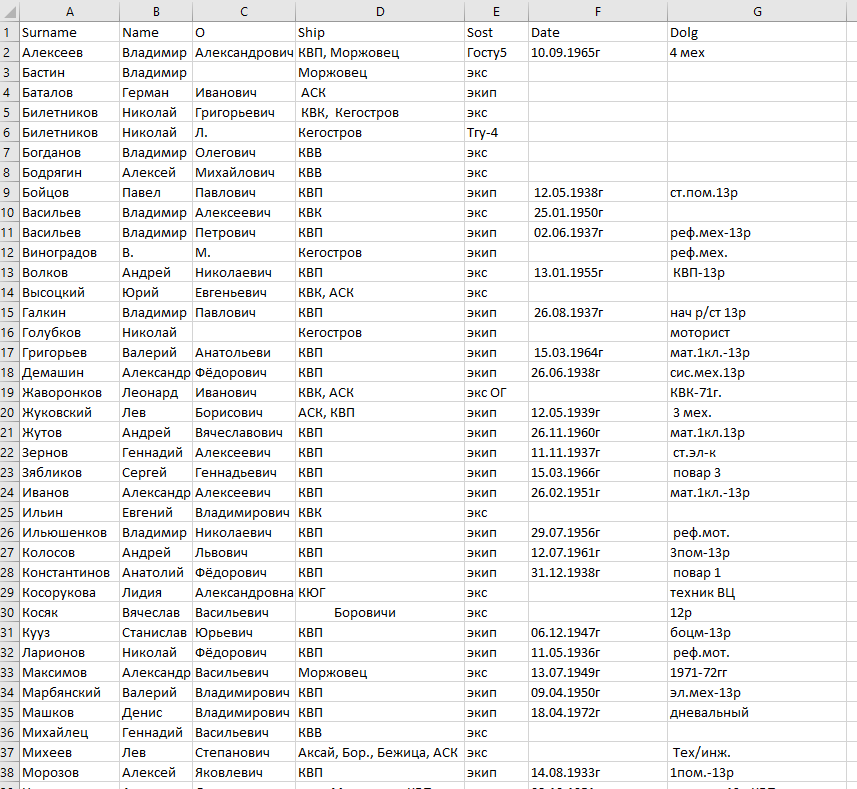 A B C D E F G
1 Surname Name O Ship Sost Date Dolg
2 Алексеев Владимир Александрович КВП, Моржовец Госту5 10.09.1965г 4 мех
3 Бастин Владимир Моржовец экс
4 Баталов Герман Иванович АСК экип
5 Билетников Николай Григорьевич КВК, Кегостров экс
6 Билетников Николай Л. Кегостров Тгу-4
7 Богданов Владимир Олегович КВВ экс
8 Бодрягин Алексей Михайлович КВВ экс
9 Бойцов Павел Павлович КВП экип 12.05.1938г ст.пом.13р
10 Васильев Владимир Алексеевич КВК экс 25.01.1950г
11 Васильев Владимир Петрович КВП экип 02.06.1937г реф.мех-13р
12 Виноградов В. М. Кегостров экип реф.мех.
13 Волков Андрей Николаевич КВП экс 13.01.1955г КВП-13р
14 Высоцкий Юрий Евгеньевич КВК, АСК экс
15 Галкин Владимир Павлович КВП экип 26.08.1937г нач р/ст 13р
16 Голубков Николай Кегостров экип моторист
17 Григорьев Валерий Анатольеви КВП экип 15.03.1964г мат.1кл.-13р
18 Демашин Александр Фёдорович КВП экип 26.06.1938г сис.мех.13р
19 Жаворонков Леонард Иванович КВК, АСК экс ОГ КВК-71г.
20 Жуковский Лев Борисович АСК, КВП экип 12.05.1939г 3 мех.
21 Жутов Андрей Вячеславович КВП экип 26.11.1960г мат.1кл.13р
22 Зернов Геннадий Алексеевич КВП экип 11.11.1937г ст.эл-к
23 Зябликов Сергей Геннадьевич КВП экип 15.03.1966г повар 3
24 Иванов Александр Алексеевич КВП экип 26.02.1951г мат.1кл.-13р
25 Ильин Евгений Владимирович КВК экс
26 Ильюшенков Владимир Николаевич КВП экип 29.07.1956г реф.мот.
27 Колосов Андрей Львович КВП экип 12.07.1961г 3пом-13р
28 Константинов Анатолий Фёдорович КВП экип 31.12.1938г повар 1
29 Косорукова Лидия Александровна КЮГ экс техник ВЦ
30 Косяк Вячеслав Васильевич Боровичи экс 12р
31 Кууз Станислав Юрьевич КВП экип 06.12.1947г боцм-13р
32 Ларионов Николай Фёдорович КВП экип 11.05.1936г реф.мот.
33 Максимов Александр Васильевич Моржовец экс 13.07.1949г 1971-72гг
34 Марбянский Валерий Владимирович КВП экип 09.04.1950г эл.мех-13р
35 Машков Денис Владимирович КВП экип 18.04.1972г дневальный
36 Михайлец Геннадий Васильевич КВВ экс
37 Михеев Лев Степанович Аксай, Бор., Бежица, АСК экс Тех/инж.
38 Морозов Алексей Яковлевич КВП экип 14.08.1933г 1пом.-13р